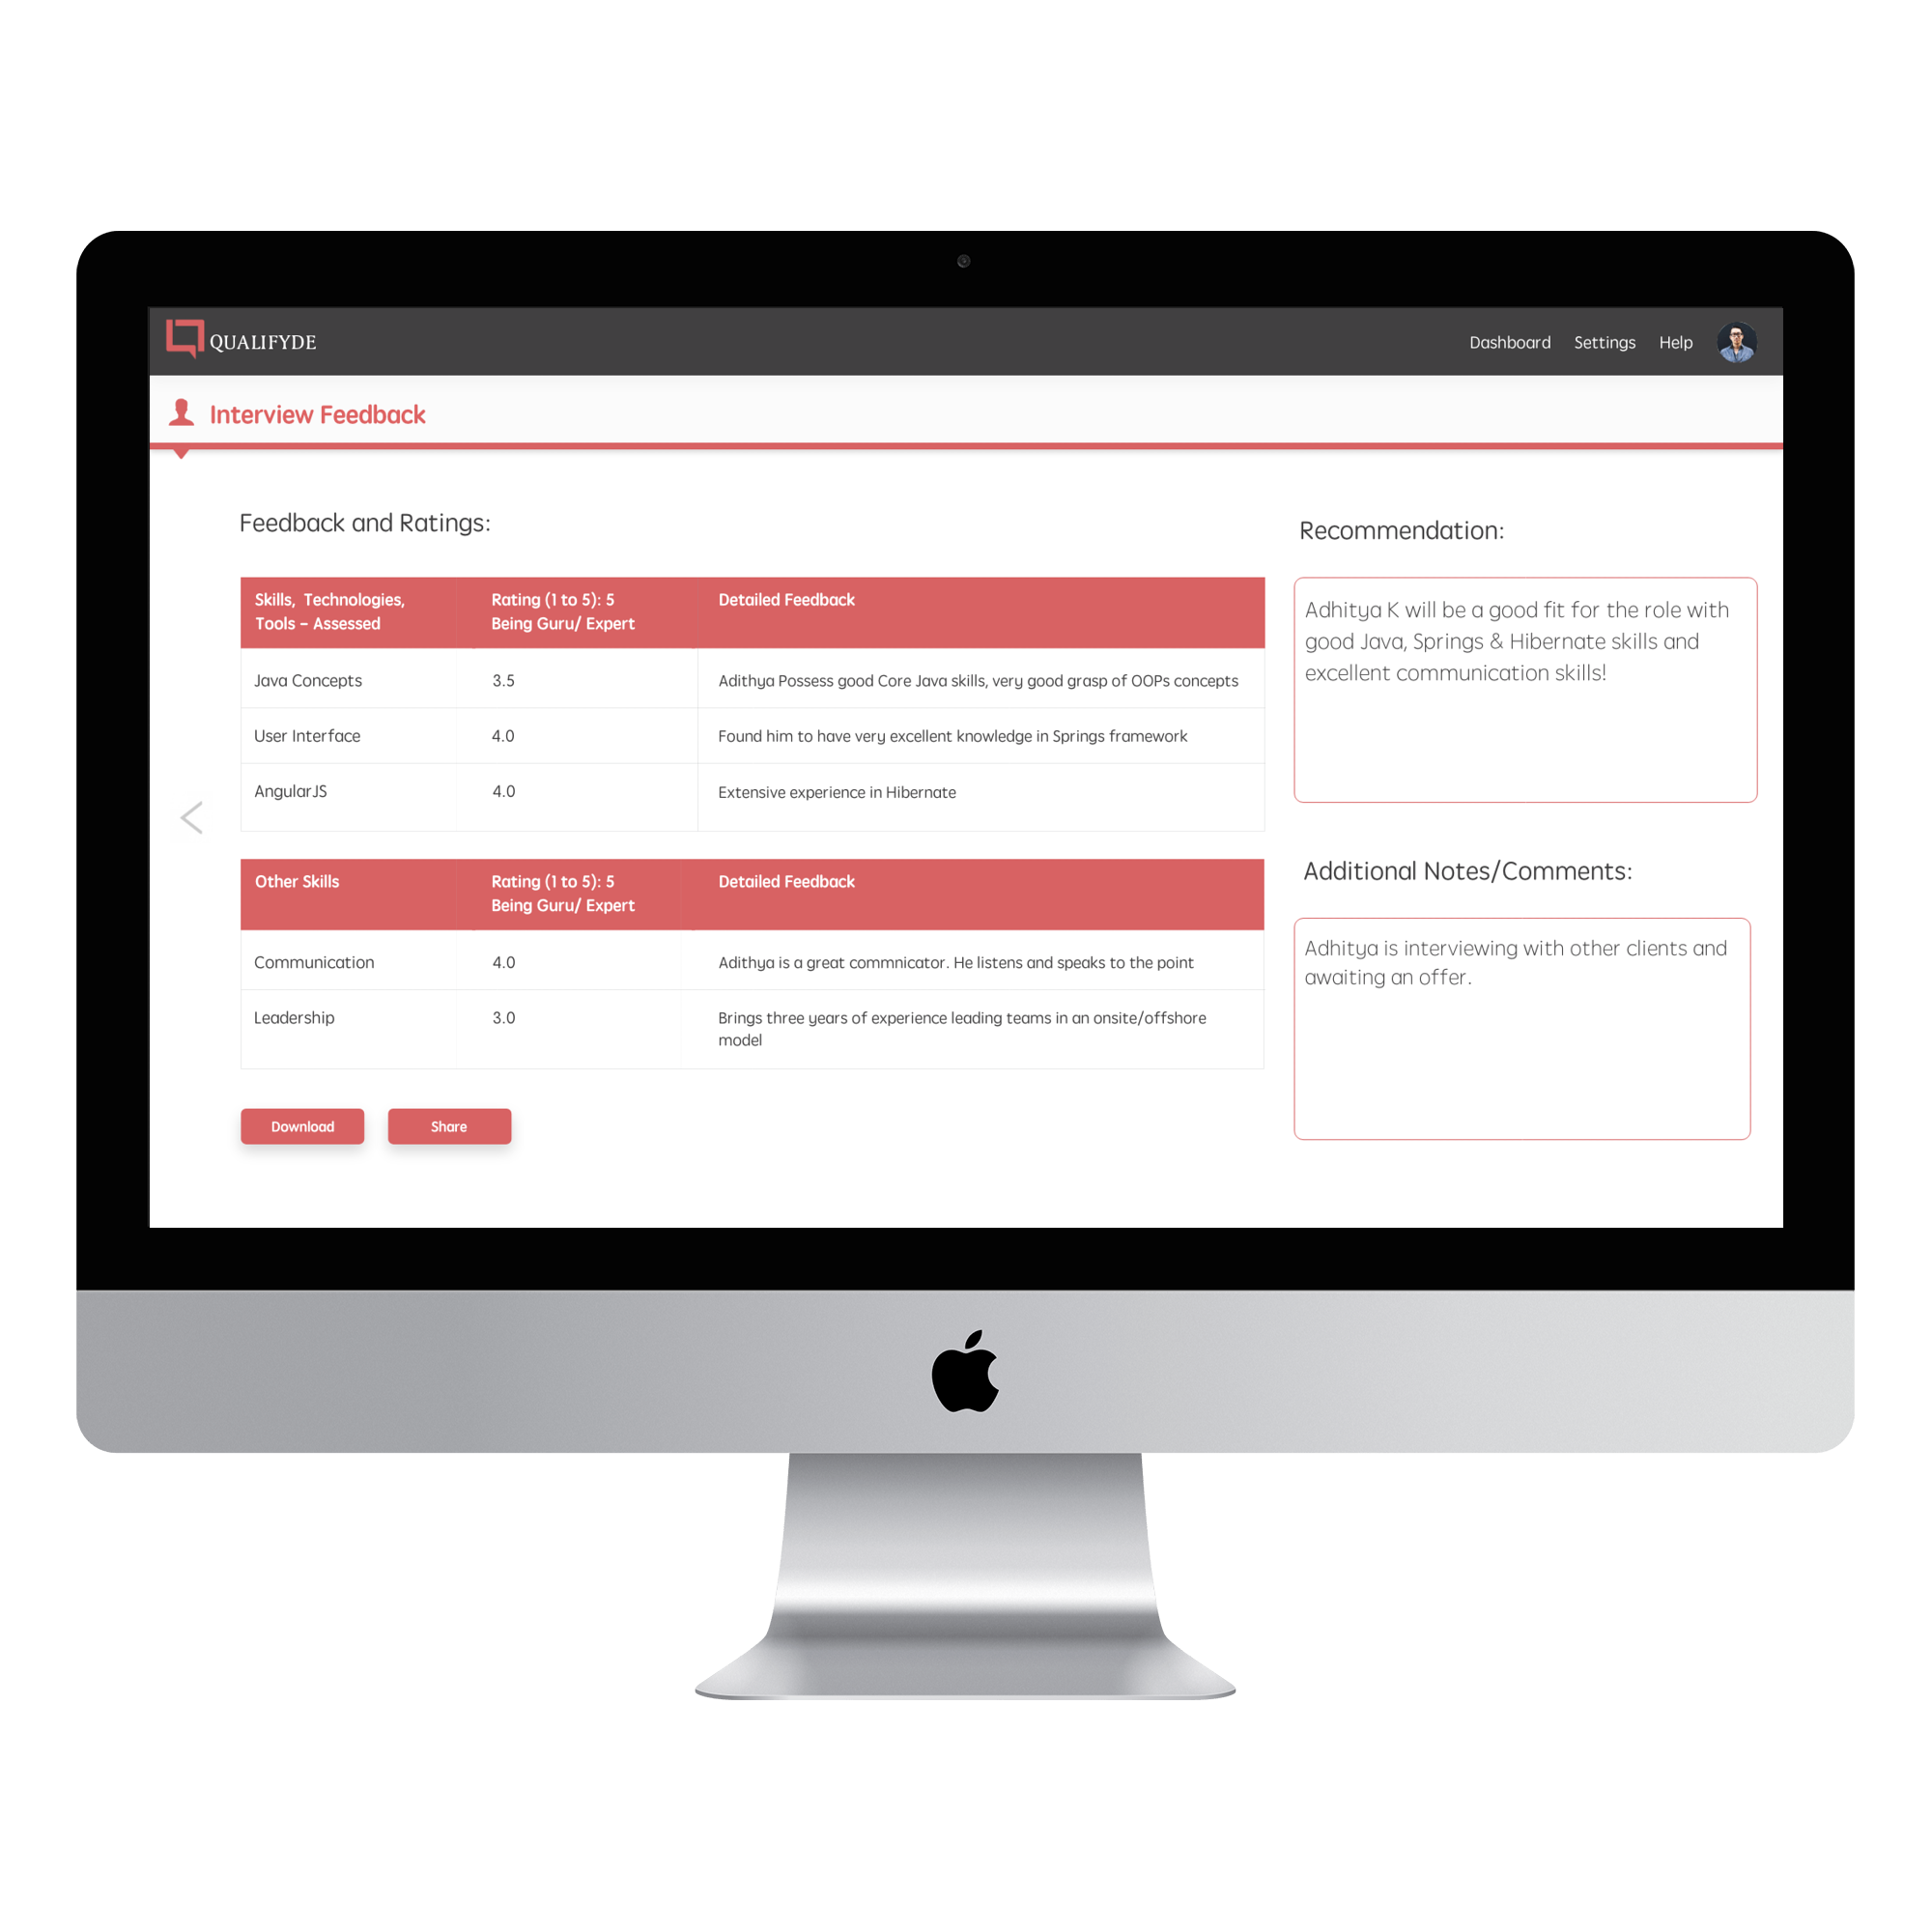 QUALIFYDE
Dashboard Settings Help
Interview Feedback
Feedback and Ratings:
Skills, Technologies, Tools – Assessed
Rating (1 to 5): 5 Being Guru/ Expert
Detailed Feedback
Java Concepts 3.5 Adithya Possess good Core Java skills, very good grasp of OOPs concepts
User Interface 4.0 Found him to have very excellent knowledge in Springs framework
AngularJS 4.0 Extensive experience in Hibernate
Other Skills
Rating (1 to 5): 5 Being Guru/ Expert
Detailed Feedback
Communication 4.0 Adithya is a great commnicator. He listens and speaks to the point
Leadership 3.0 Brings three years of experience leading teams in an onsite/offshore
model
Download Share
Recommendation:
Adhitya K will be a good fit for the role with
good Java, Springs & Hibernate skills and
excellent communication skills!
Additional Notes/Comments:
Adhitya is interviewing with other clients and
awaiting an offer.